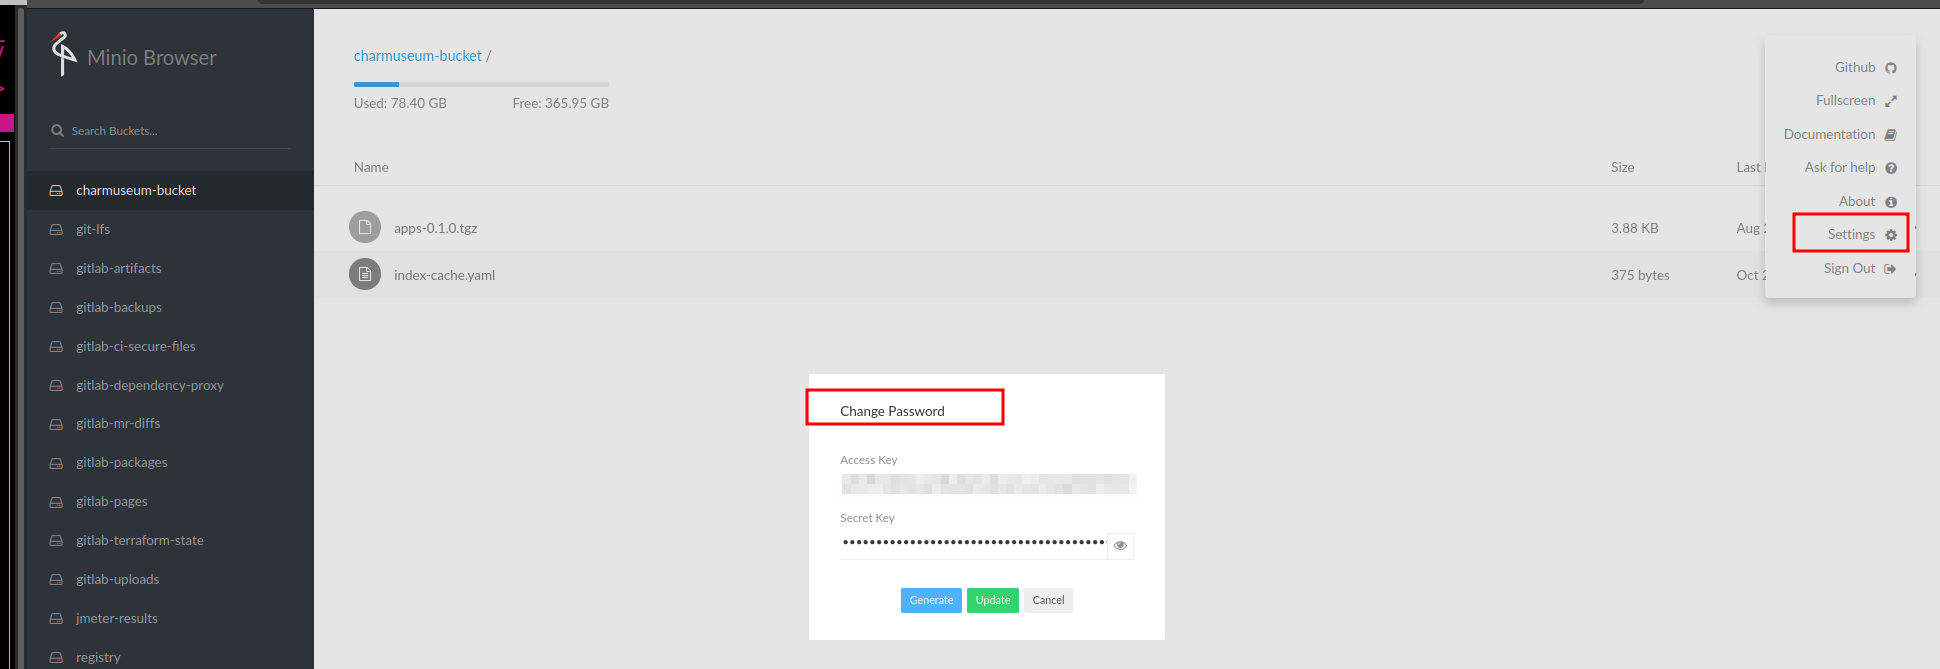 Minio Browser
Search Buckets...
charmuseum-bucket
git-lfs
gitlab-artifacts
gitlab-backups
gitlab-ci-secure-files
gitlab-dependency-proxy
gitlab-mr-diffs
gitlab-packages
gitlab-pages
gitlab-terraform-state
gitlab-uploads
jmeter-results
registry
charmuseum-bucket /
Used: 78.40 GB Free: 365.95 GB
Name Size Last
apps-0.1.0.tgz 3.88 KB Aug
index-cache.yaml 375 bytes Oct
Github
Fullscreen
Documentation
Ask for help
About
Settings
Sign Out
Change Password
Access Key
Secret Key
Generate Update Cancel